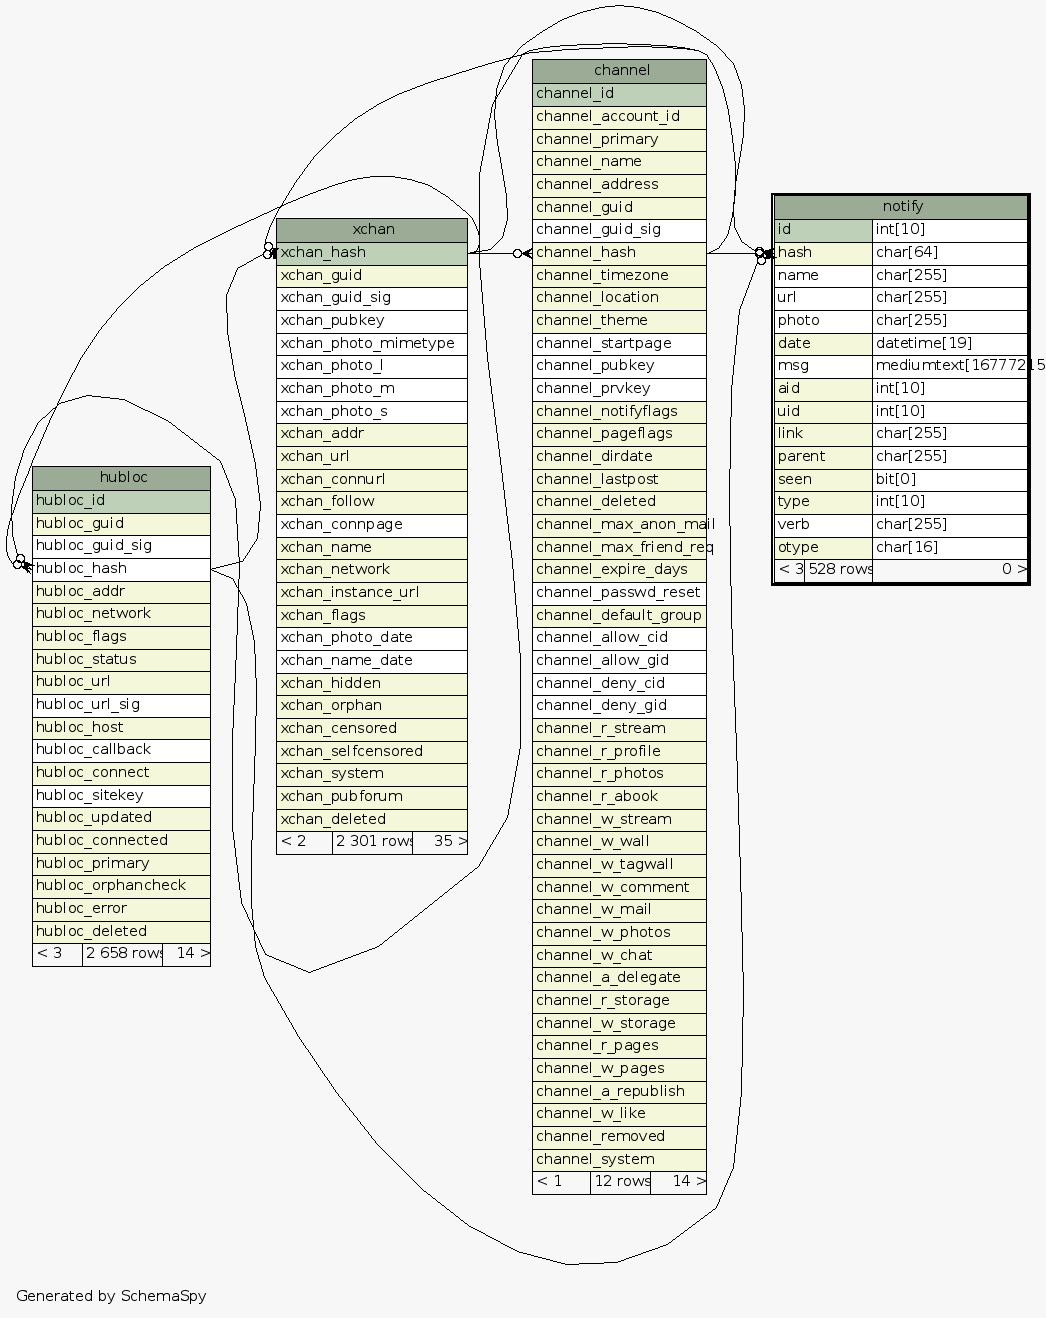 channel
channel_id
channel_account_id
channel_primary
channel_name
channel_address
channel_guid
channel_guid_sig
channel_hash
channel_timezone
channel_location
channel_theme
channel_startpage
channel_pubkey
channel_prvkey
channel_notifyflags
channel_pageflags
channel_dirdate
channel_lastpost
channel_deleted
channel_max_anon_mail
channel_max_friend_req
channel_expire_days
channel_passwd_reset
channel_default_group
channel_allow_cid
channel_allow_gid
channel_deny_cid
channel_deny_gid
channel_r_stream
channel_r_profile
channel_r_photos
channel_r_abook
channel_w_stream
channel_w_wall
channel_w_tagwall
channel_w_comment
channel_w_mail
channel_w_photos
channel_w_chat
channel_a_delegate
channel_r_storage
channel_w_storage
channel_r_pages
channel_w_pages
channel_a_republish
channel_w_like
channel_removed
channel_system
< 1 12 rows 14 >
notify
id int[10]
hash char[64]
name char[255]
url char[255]
photo char[255]
date datetime[19]
msg mediumtext[16777215
aid int[10]
uid int[10]
link char[255]
parent char[255]
seen bit[0]
type int[10]
verb char[255]
otype char[16]
< 3 528 rows 0 >
xchan
xchan_hash
xchan_guid
xchan_guid_sig
xchan_pubkey
xchan_photo_mimetype
xchan_photo_l
xchan_photo_m
xchan_photo_s
xchan_addr
xchan_url
xchan_connurl
xchan_follow
xchan_connpage
xchan_name
xchan_network
xchan_instance_url
xchan_flags
xchan_photo_date
xchan_name_date
xchan_hidden
xchan_orphan
xchan_censored
xchan_selfcensored
xchan_system
xchan_pubforum
xchan_deleted
< 2 2 301 rows 35 >
hubloc
hubloc_id
hubloc_guid
hubloc_guid_sig
hubloc_hash
hubloc_addr
hubloc_network
hubloc_flags
hubloc_status
hubloc_url
hubloc_url_sig
hubloc_host
hubloc_callback
hubloc_connect
hubloc_sitekey
hubloc_updated
hubloc_connected
hubloc_primary
hubloc_orphancheck
hubloc_error
hubloc_deleted
< 3 2 658 rows 14 >
Generated by SchemaSpy